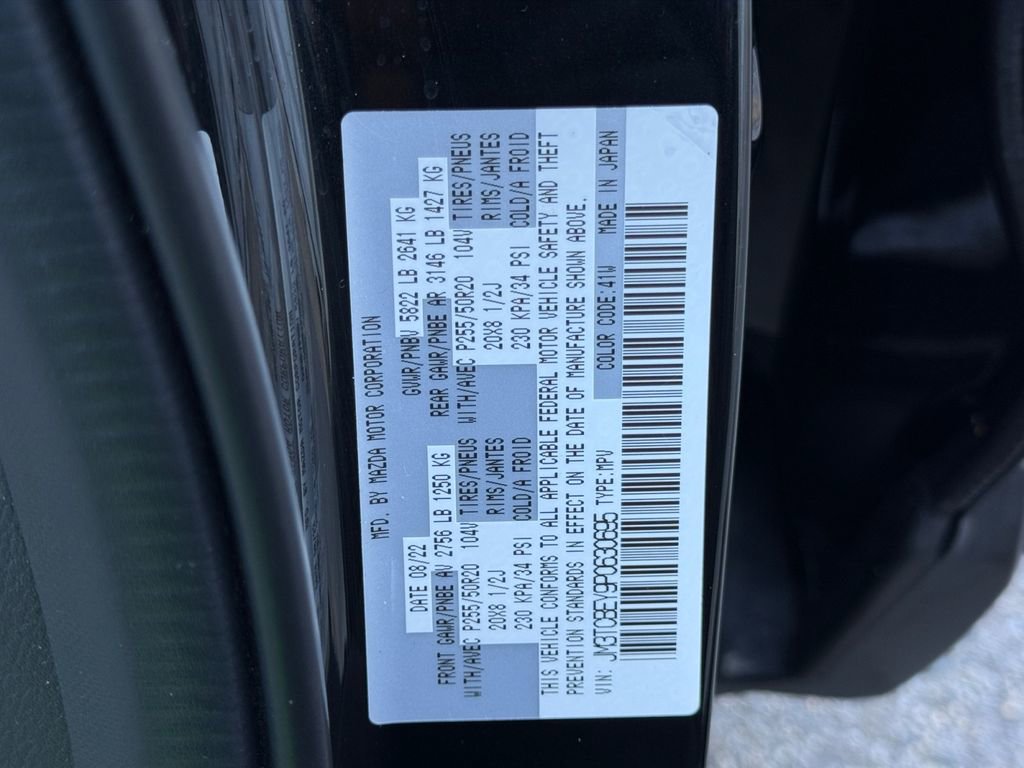 MFD. BY MAZDA MOTOR CORPORATION
DATE 08/22 GVWR/PNBV 5822 LB 2641 KG
FRONT GAWR/PNBE AV 2756 LB 1250 KG REAR GAWR/PNBE AR 3146 LB 1427 KG
WITH/AVEC P255/50R20 104V TIRES/PNEUS WITH/AVEC P255/50R20 104V TIRES/PNEUS
20X8 1/2J RIMS/JANTES 20X8 1/2J RIMS/JANTES
230 KPA/34 PSI COLD/A FROID 230 KPA/34 PSI COLD/A FROID
THIS VEHICLE CONFORMS TO ALL APPLICABLE FEDERAL MOTOR VEHICLE SAFETY AND THEFT
PREVENTION STANDARDS IN EFFECT ON THE DATE OF MANUFACTURE SHOWN ABOVE.
VIN: JM3TCBEY9P0630695 TYPE:MPV COLOR CODE:41W MADE IN JAPAN